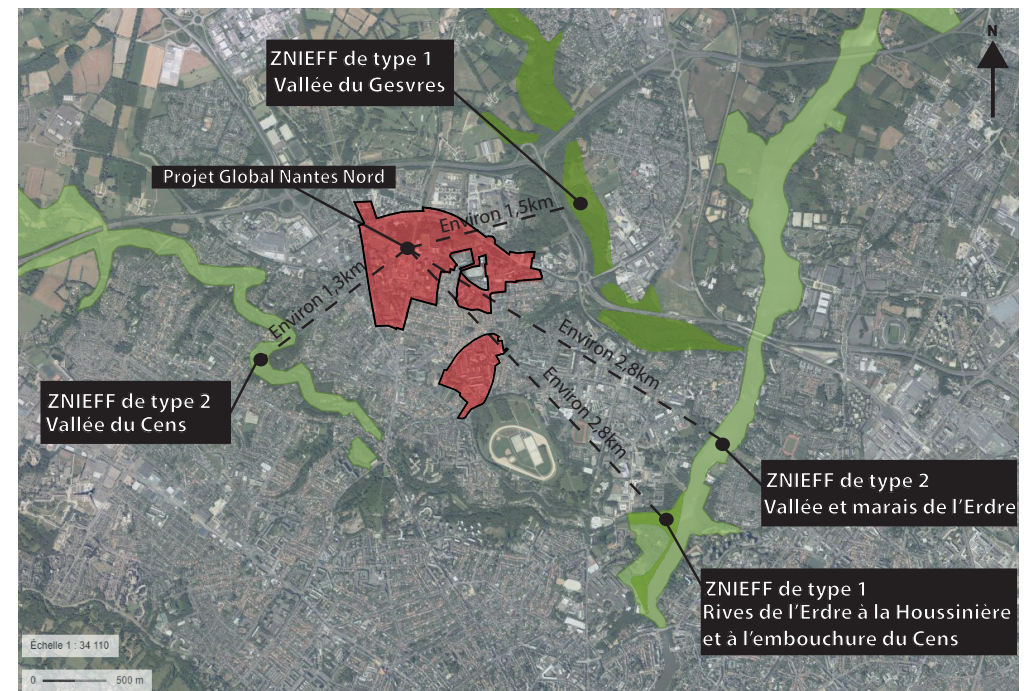 N
ZNIEFF de type 1
Vallée du Gesvres
Projet Global Nantes Nord
Environ 1,5km
Environ 1,3km
Environ 2,8km
Environ 2,8km
ZNIEFF de type 2
Vallée du Cens
ZNIEFF de type 2
Vallée et marais de l'Erdre
ZNIEFF de type 1
Rives de l'Erdre à la Houssinière
et à l'embouchure du Cens
Échelle 1 : 34 110
0 500 m